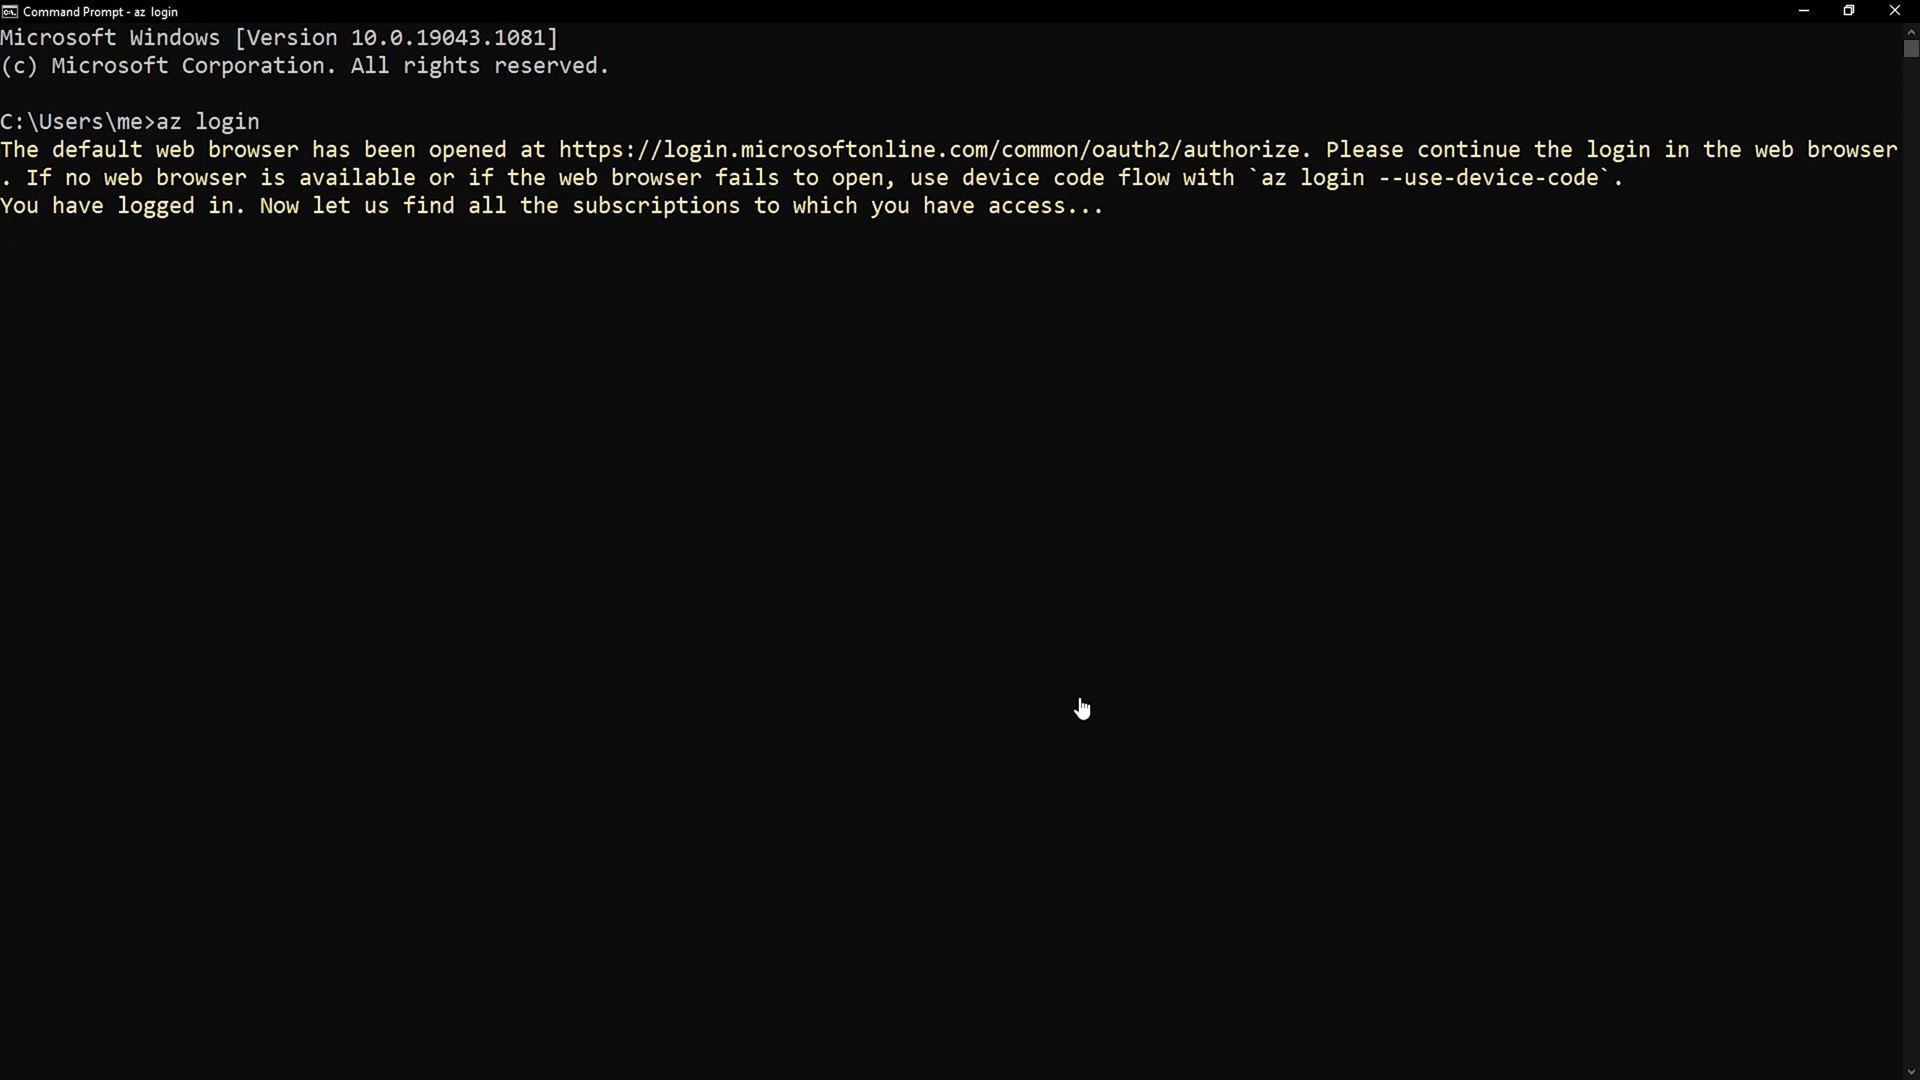 Command Prompt - az login
Microsoft Windows [Version 10.0.19043.1081]
(c) Microsoft Corporation. All rights reserved.
C:\Users\me>az login
The default web browser has been opened at https://login.microsoftonline.com/common/oauth2/authorize. Please continue the login in the web browser
. If no web browser is available or if the web browser fails to open, use device code flow with `az login --use-device-code`.
You have logged in. Now let us find all the subscriptions to which you have access...